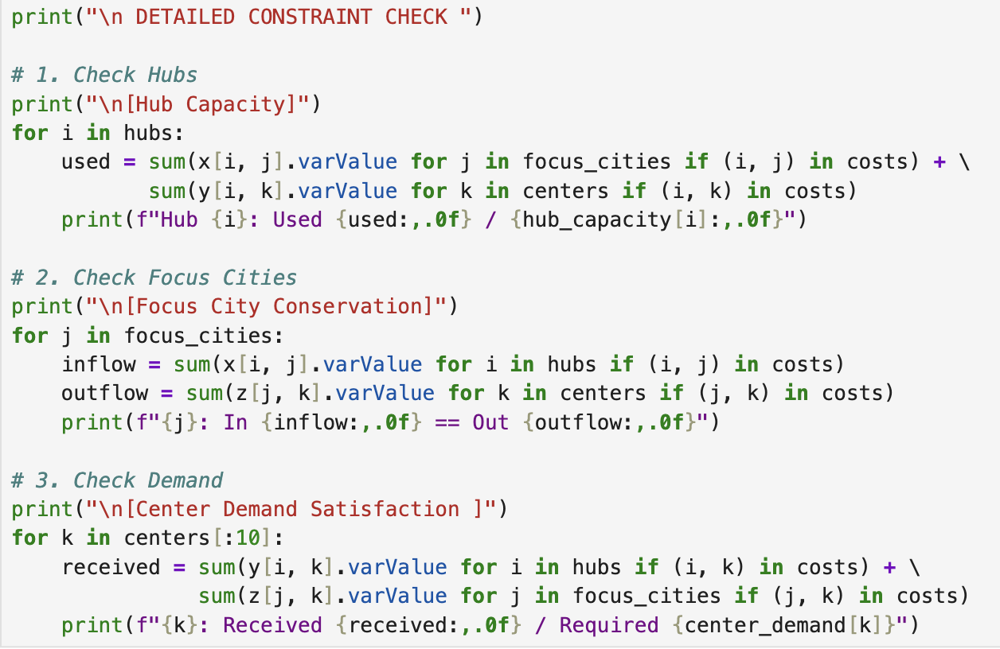 print("\n DETAILED CONSTRAINT CHECK ")

# 1. Check Hubs
print("\n[Hub Capacity]")
for i in hubs:
    used = sum(x[i, j].varValue for j in focus_cities if (i, j) in costs) + \
           sum(y[i, k].varValue for k in centers if (i, k) in costs)
    print(f"Hub {i}: Used {used:,.0f} / {hub_capacity[i]:,.0f}")

# 2. Check Focus Cities
print("\n[Focus City Conservation]")
for j in focus_cities:
    inflow = sum(x[i, j].varValue for i in hubs if (i, j) in costs)
    outflow = sum(z[j, k].varValue for k in centers if (j, k) in costs)
    print(f"{j}: In {inflow:,.0f} == Out {outflow:,.0f}")

# 3. Check Demand
print("\n[Center Demand Satisfaction ]")
for k in centers[:10]:
    received = sum(y[i, k].varValue for i in hubs if (i, k) in costs) + \
               sum(z[j, k].varValue for j in focus_cities if (j, k) in costs)
    print(f"{k}: Received {received:,.0f} / Required {center_demand[k]}")